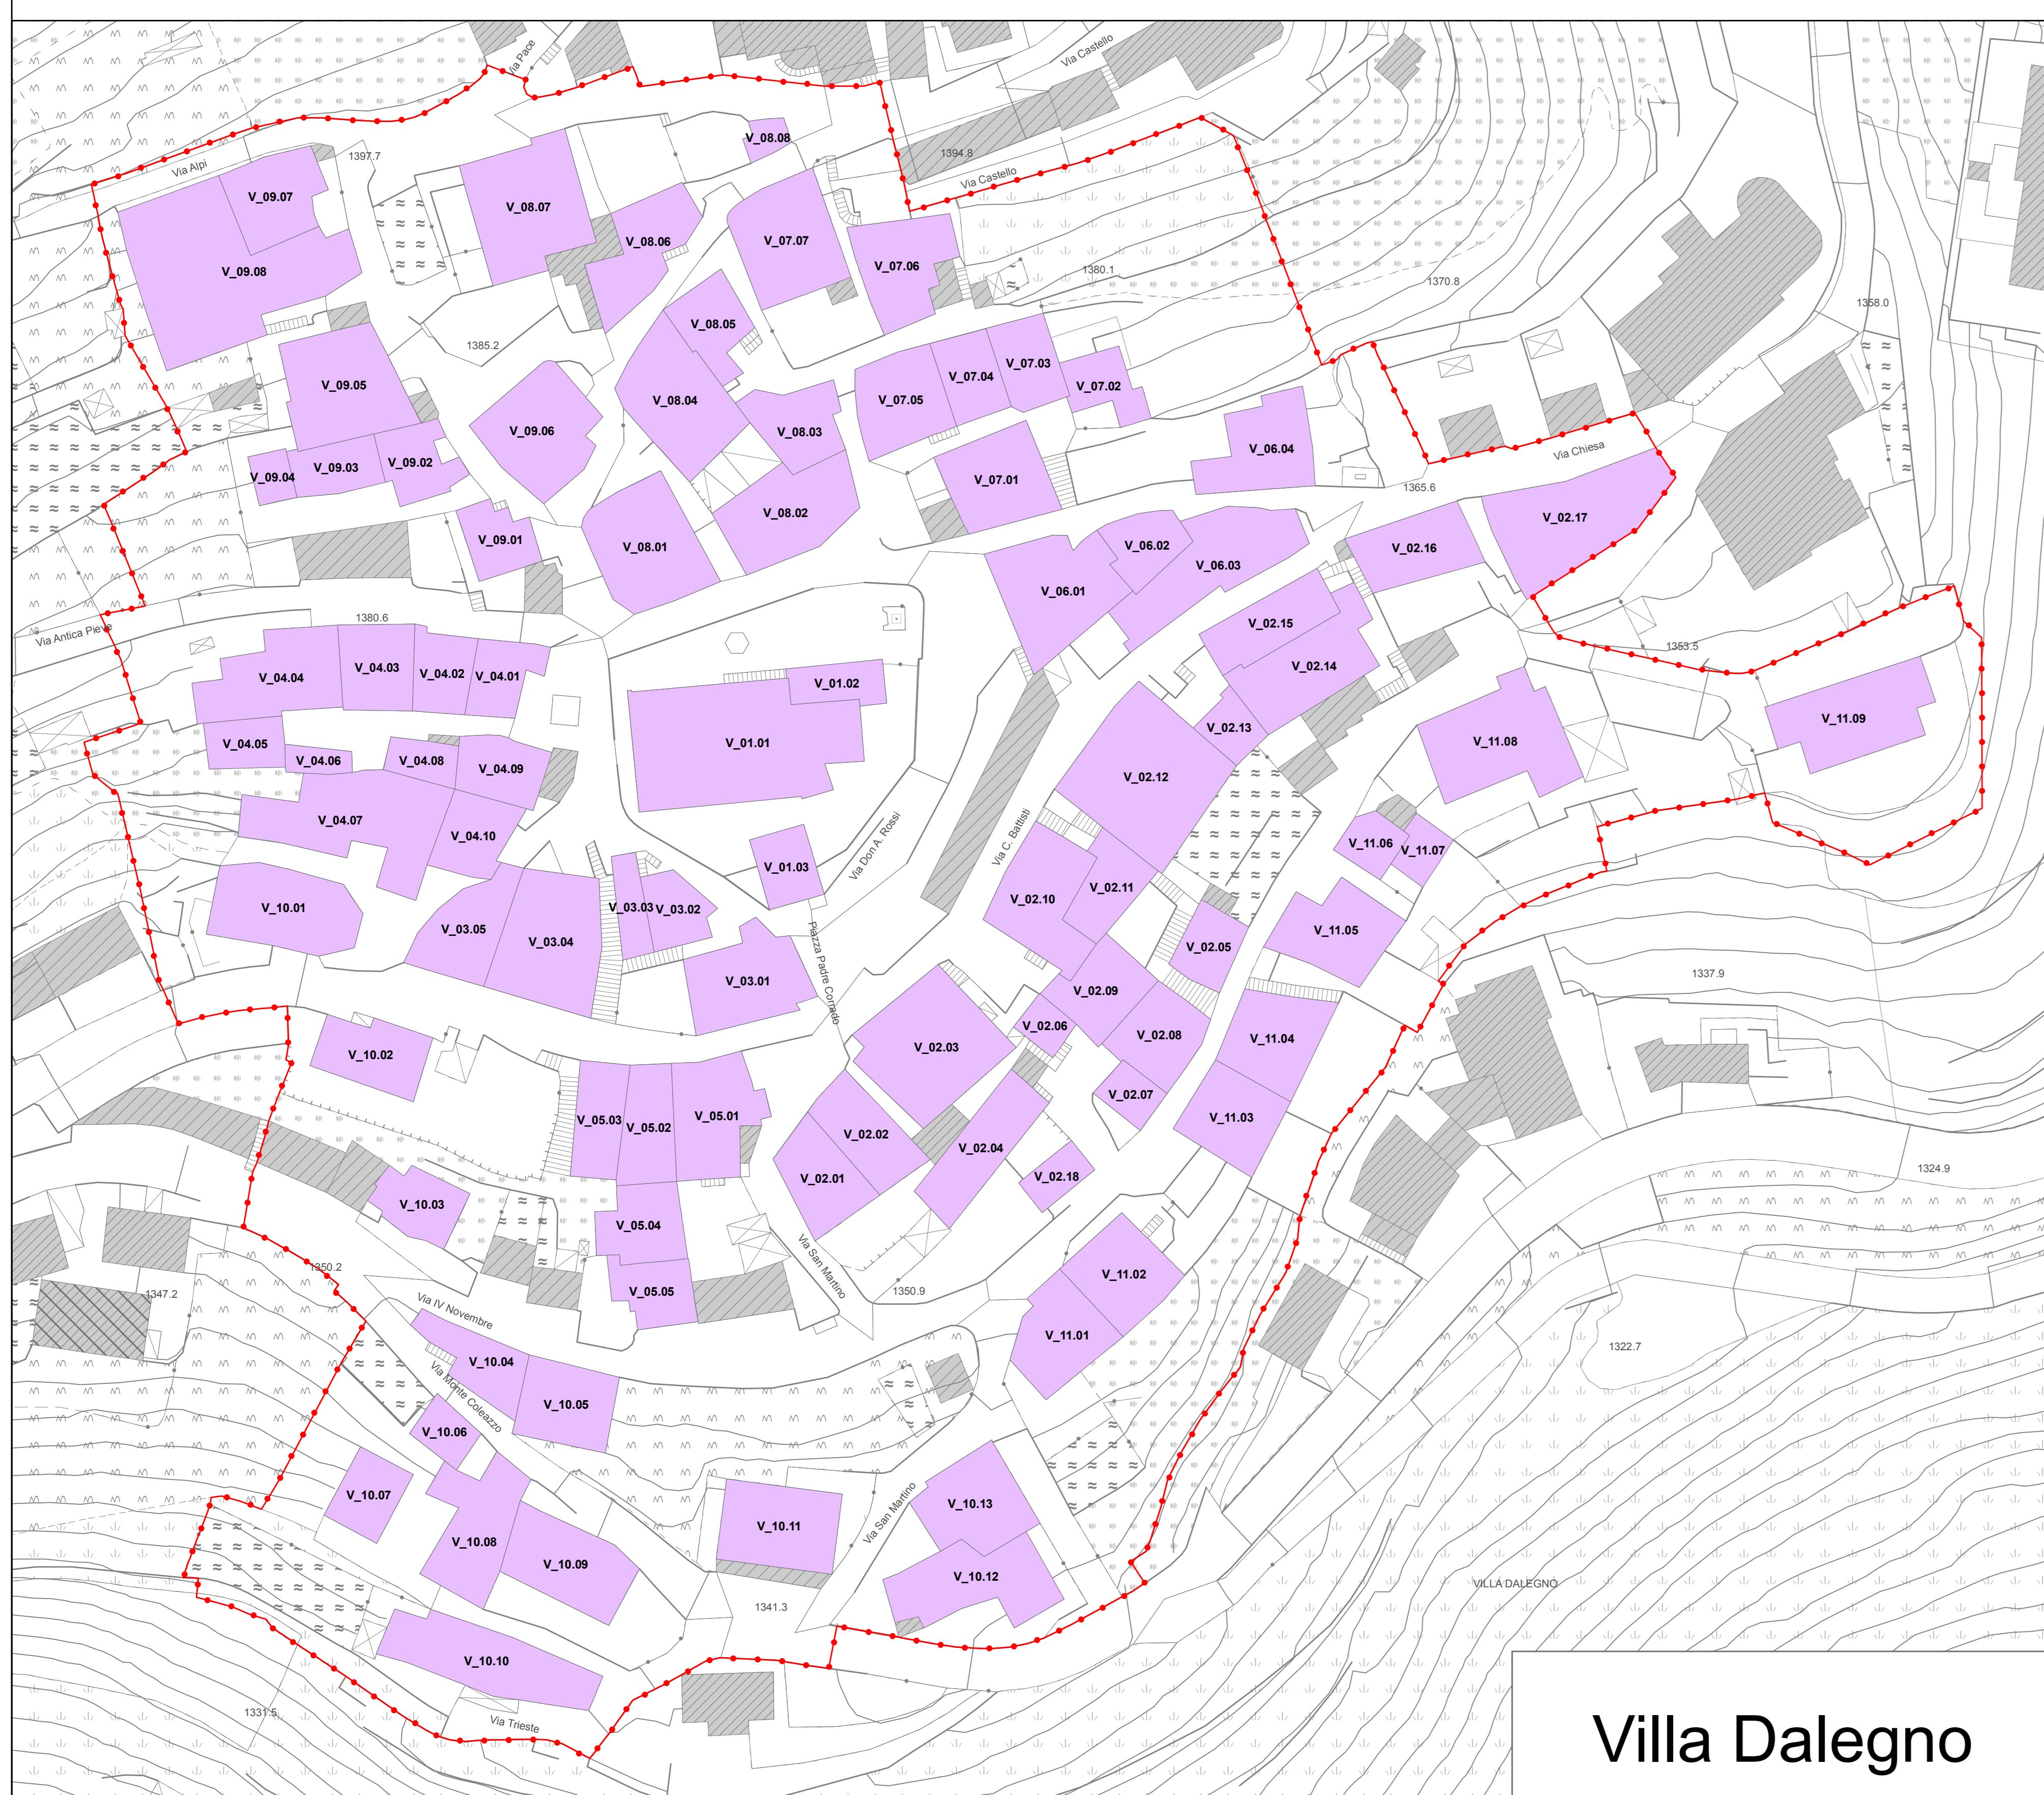 Via Pace
Via Castello
V_08.08
1394.8
1397.7
Via Alpi
Via Castello
V_09.07
V_08.07
V_08.06
V_07.07
V_07.06
V_09.08
1380.1
1370.8
1358.0
V_08.05
1385.2
V_09.05
V_07.03
V_07.04
V_07.02
V_07.05
V_08.04
V_09.06
V_08.03
V_06.04
Via Chiesa
V_09.02
V_09.03
V_09.04
V_07.01
1365.6
V_08.02
V_02.17
V_09.01
V_08.01
V_06.02
V_02.16
V_06.03
V_06.01
1380.6
V_02.15
Via Antica Pieve
1353.5
V_04.03
V_04.02
V_04.01
V_04.04
V_02.14
V_01.02
V_11.09
V_02.13
V_04.05
V_01.01
V_11.08
V_04.06
V_04.08
V_04.09
V_02.12
V_04.07
V_04.10
Via C. Battisti
Via Don A. Rossi
V_11.06
V_11.07
V_01.03
V_02.11
V_02.10
V_10.01
V_03.03
V_03.02
V_03.05
V_03.04
V_11.05
V_02.05
Piazza Padre Corrado
V_03.01
1337.9
V_02.09
V_02.06
V_02.08
V_11.04
V_02.03
V_10.02
V_02.07
V_05.03
V_05.02
V_05.01
V_11.03
V_02.02
V_02.04
1324.9
V_02.01
V_02.18
V_10.03
V_05.04
Via San Martino
1350.2
V_11.02
1347.2
V_05.05
1350.9
Via IV Novembre
V_11.01
1322.7
V_10.04
Via Monte Coleazzo
V_10.05
V_10.06
V_10.07
V_10.13
Via San Martino
V_10.11
V_10.08
V_10.09
V_10.12
VILLA DALEGNO
1341.3
V_10.10
1331.5
Via Trieste
Villa Dalegno